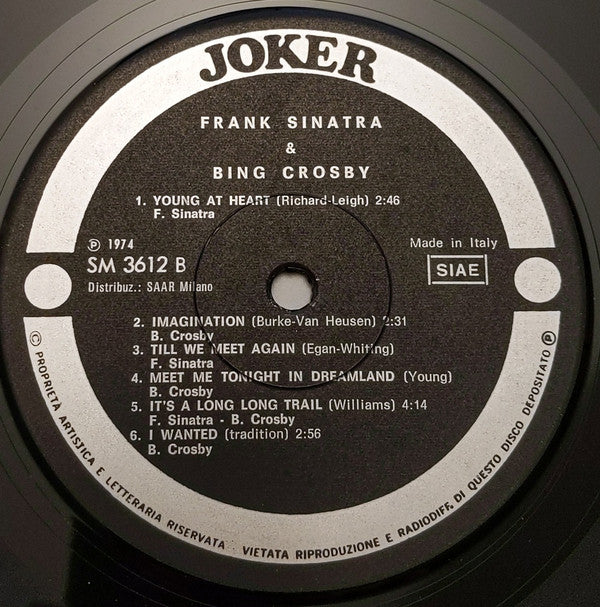 JOKER
FRANK SINATRA
&
BING CROSBY
1. YOUNG AT HEART (Richard-Leigh) 2:46
F. Sinatra
℗ 1974
SM 3612 B
Distribuz.: SAAR Milano
Made in Italy
SIAE
2. IMAGINATION (Burke-Van Heusen) 2:31
B. Crosby
3. TILL WE MEET AGAIN (Egan-Whiting)
F. Sinatra
4. MEET ME TONIGHT IN DREAMLAND (Young)
B. Crosby
5. IT'S A LONG LONG TRAIL (Williams) 4:14
F. Sinatra - B. Crosby
6. I WANTED (tradition) 2:56
B. Crosby
© PROPRIETA ARTISTICA E LETTERARIA RISERVATA · VIETATA RIPRODUZIONE E RADIODIFF. DI QUESTO DISCO DEPOSITATO ℗